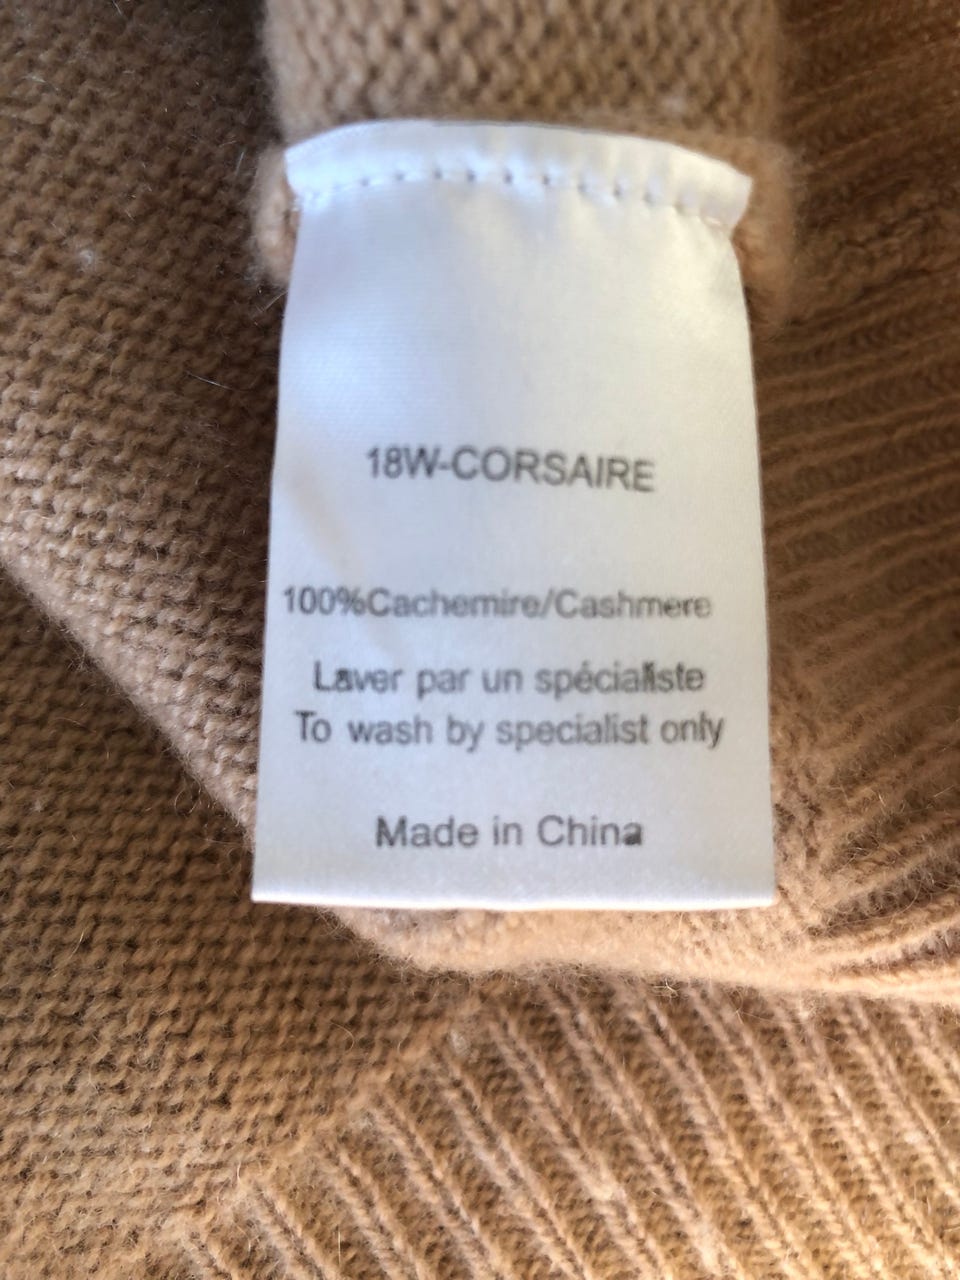 18W-CORSAIRE
100%Cachemire/Cashmere
Laver par un spécialiste
To wash by specialist only
Made in China